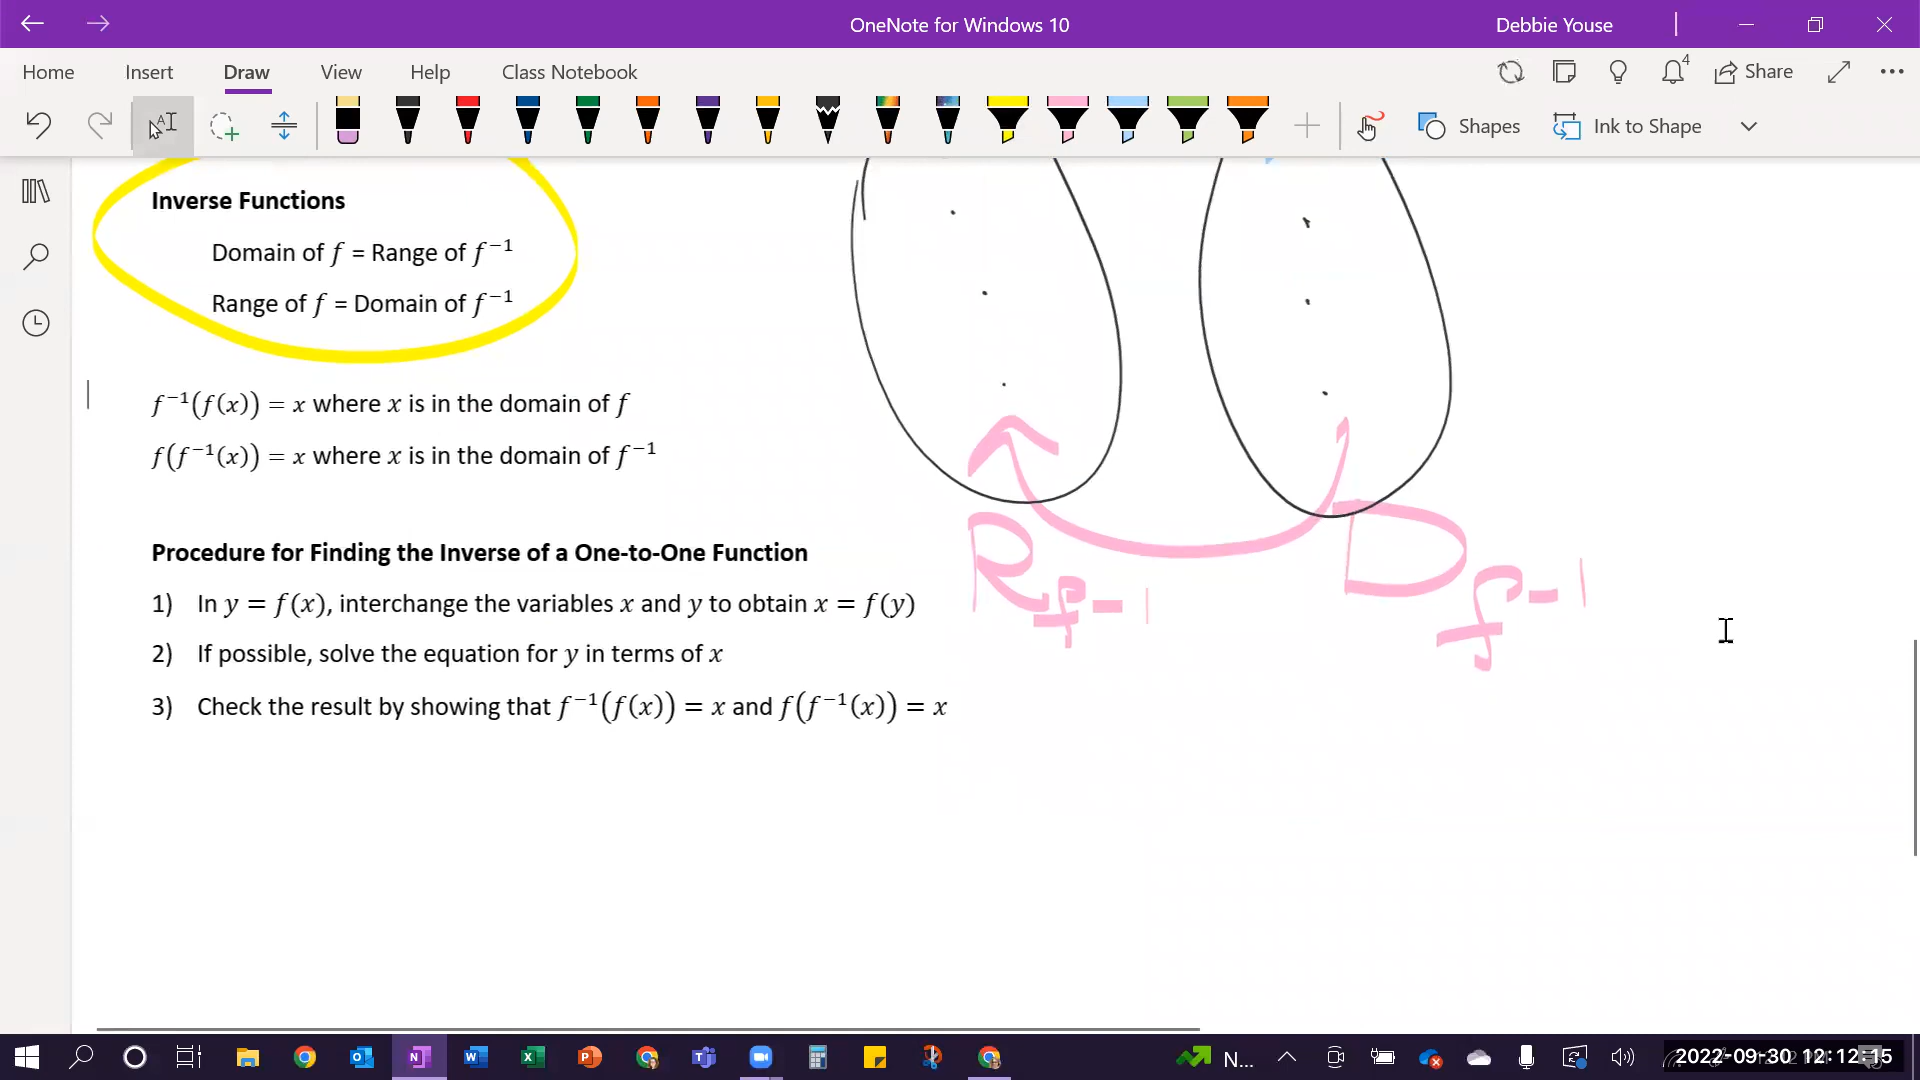 OneNote for Windows 10
Debbie Youse
Home Insert Draw View Help Class Notebook
4
Share
Shapes
Ink to Shape
Inverse Functions
Domain of f = Range of f⁻¹
Range of f = Domain of f⁻¹
f⁻¹(f(x)) = x where x is in the domain of f
f(f⁻¹(x)) = x where x is in the domain of f⁻¹
R f-1
D f-1
Procedure for Finding the Inverse of a One-to-One Function
1) In y = f(x), interchange the variables x and y to obtain x = f(y)
2) If possible, solve the equation for y in terms of x
3) Check the result by showing that f⁻¹(f(x)) = x and f(f⁻¹(x)) = x
N...
2022-09-30 12:12:15